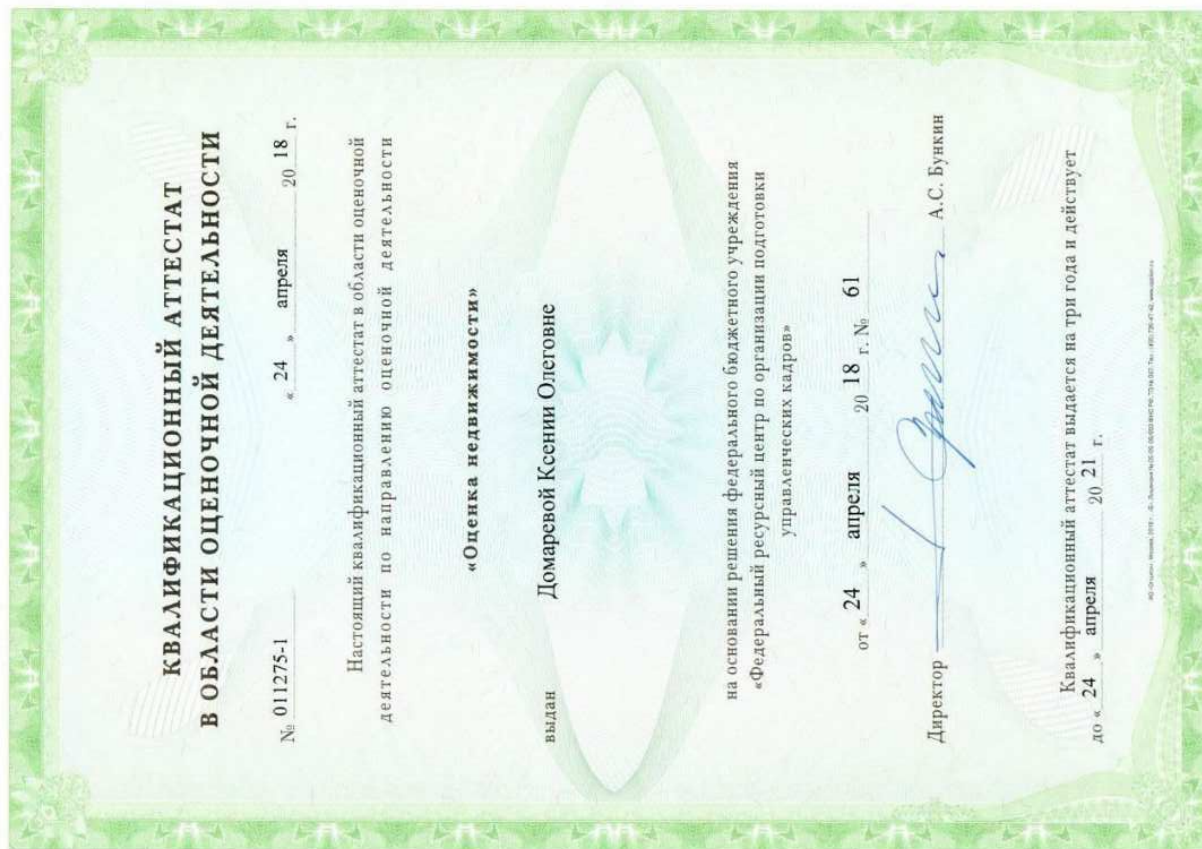 КВАЛИФИКАЦИОННЫЙ АТТЕСТАТ
В ОБЛАСТИ ОЦЕНОЧНОЙ ДЕЯТЕЛЬНОСТИ
№ 011275-1 « 24 » апреля 20 18 г.
Настоящий квалификационный аттестат в области оценочной
деятельности по направлению оценочной деятельности
«Оценка недвижимости»
выдан Домаревой Ксении Олеговне
на основании решения федерального бюджетного учреждения
«Федеральный ресурсный центр по организации подготовки
управленческих кадров»
от « 24 » апреля 20 18 г. № 61
Директор А.С. Бункин
Квалификационный аттестат выдается на три года и действует
до « 24 » апреля 20 21 г.